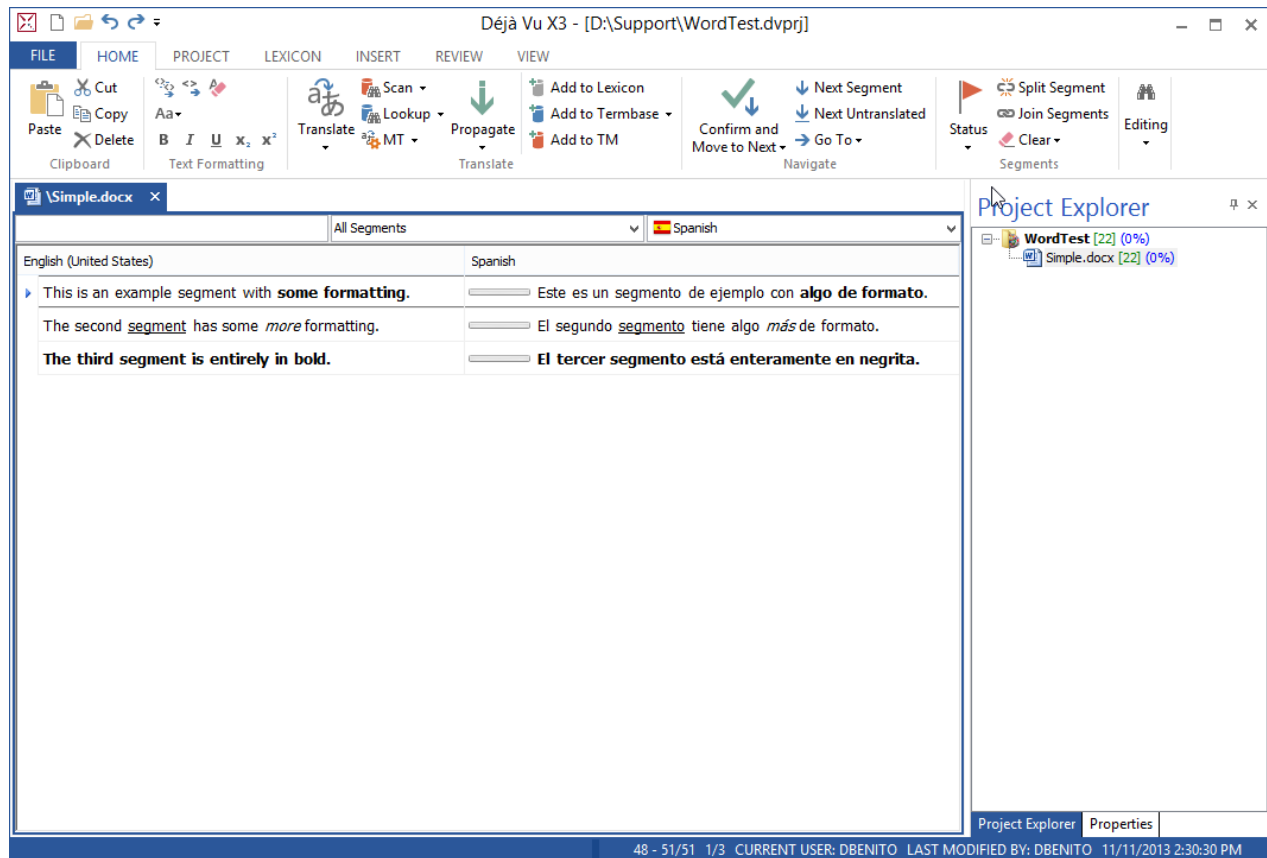 Déjà Vu X3 - [D:\Support\WordTest.dvprj]
FILE HOME PROJECT LEXICON INSERT REVIEW VIEW
Paste
Cut
Copy
Delete
Clipboard
Aa
B I U x₂ x²
Text Formatting
Translate
Scan
Lookup
MT
Propagate
Add to Lexicon
Add to Termbase
Add to TM
Translate
Confirm and
Move to Next
Next Segment
Next Untranslated
Go To
Navigate
Status
Split Segment
Join Segments
Clear
Segments
Editing
\Simple.docx
All Segments
Spanish
English (United States) Spanish
This is an example segment with some formatting. Este es un segmento de ejemplo con algo de formato.
The second segment has some more formatting. El segundo segmento tiene algo más de formato.
The third segment is entirely in bold. El tercer segmento está enteramente en negrita.
Project Explorer
WordTest [22] (0%)
Simple.docx [22] (0%)
Project Explorer Properties
48 - 51/51 1/3 CURRENT USER: DBENITO LAST MODIFIED BY: DBENITO 11/11/2013 2:30:30 PM